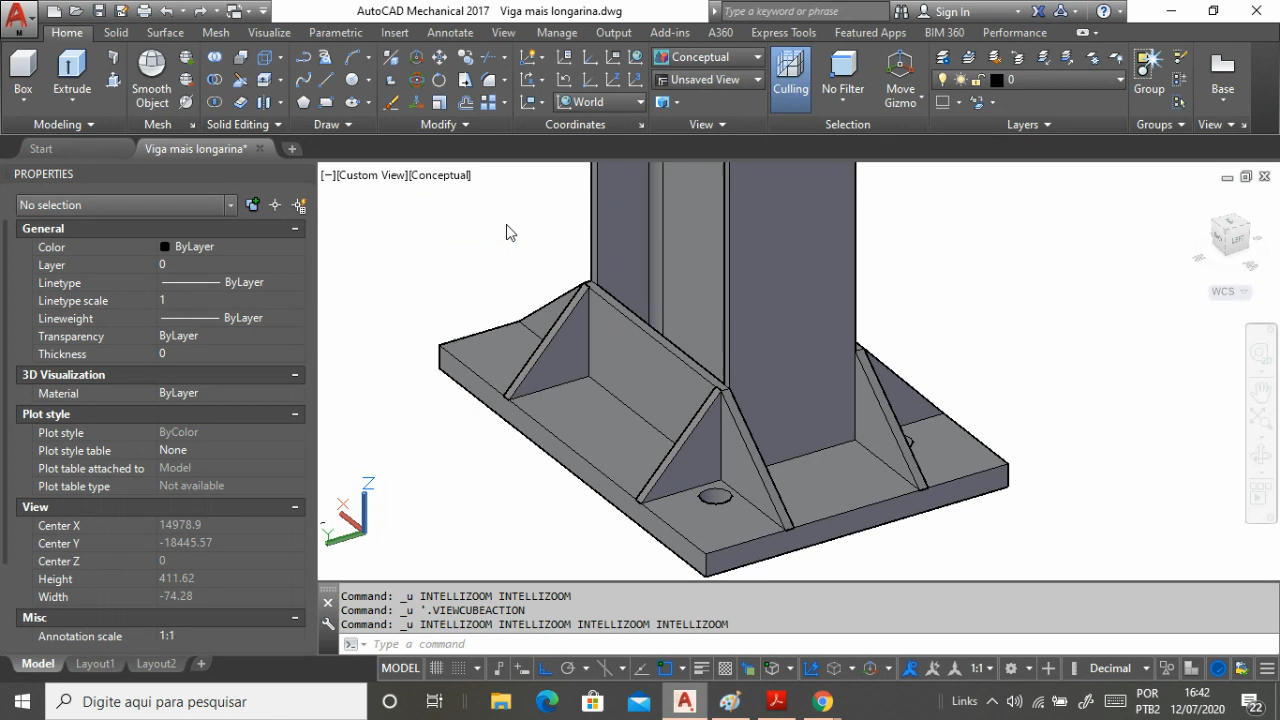 AutoCAD Mechanical 2017 Viga mais longarina.dwg
Type a keyword or phrase
Sign In
M
Home Solid Surface Mesh Visualize Parametric Insert Annotate View Manage Output Add-ins A360 Express Tools Featured Apps BIM 360 Performance
Box
Extrude
Smooth
Object
Conceptual
Unsaved View
World
Culling
No Filter
Move
Gizmo
0
Group
Base
Modeling
Mesh
Solid Editing
Draw
Modify
Coordinates
View
Selection
Layers
Groups
View
Start
Viga mais longarina*
PROPERTIES
No selection
General
Color ByLayer
Layer 0
Linetype ByLayer
Linetype scale 1
Lineweight ByLayer
Transparency ByLayer
Thickness 0
3D Visualization
Material ByLayer
Plot style
Plot style ByColor
Plot style table None
Plot table attached to Model
Plot table type Not available
View
Center X 14978.9
Center Y -18445.57
Center Z 0
Height 411.62
Width -74.28
Misc
Annotation scale 1:1
[−][Custom View][Conceptual]
LEFT
WCS
Z
X
Y
Command: _u INTELLIZOOM INTELLIZOOM
Command: _u '.VIEWCUBEACTION
Command: _u INTELLIZOOM INTELLIZOOM INTELLIZOOM INTELLIZOOM
Type a command
Model Layout1 Layout2
MODEL
1:1
Decimal
Digite aqui para pesquisar
Links
POR
PTB2
16:42
12/07/2020
22